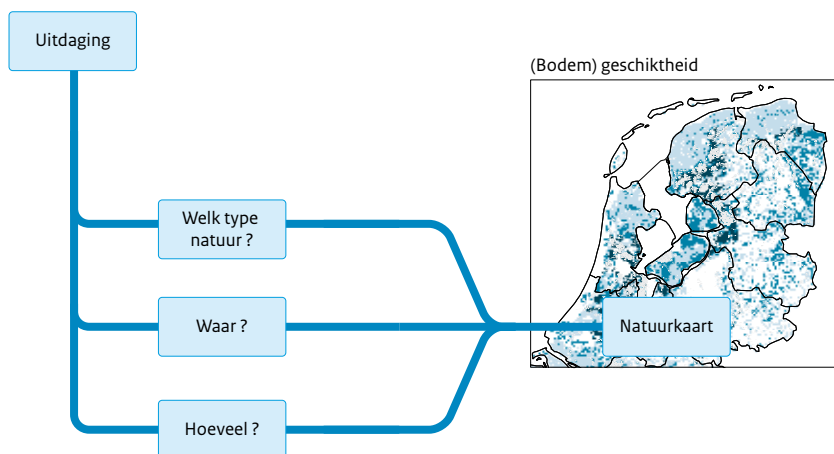 Uitdaging
(Bodem) geschiktheid
Welk type
natuur ?
Waar ?
Natuurkaart
Hoeveel ?